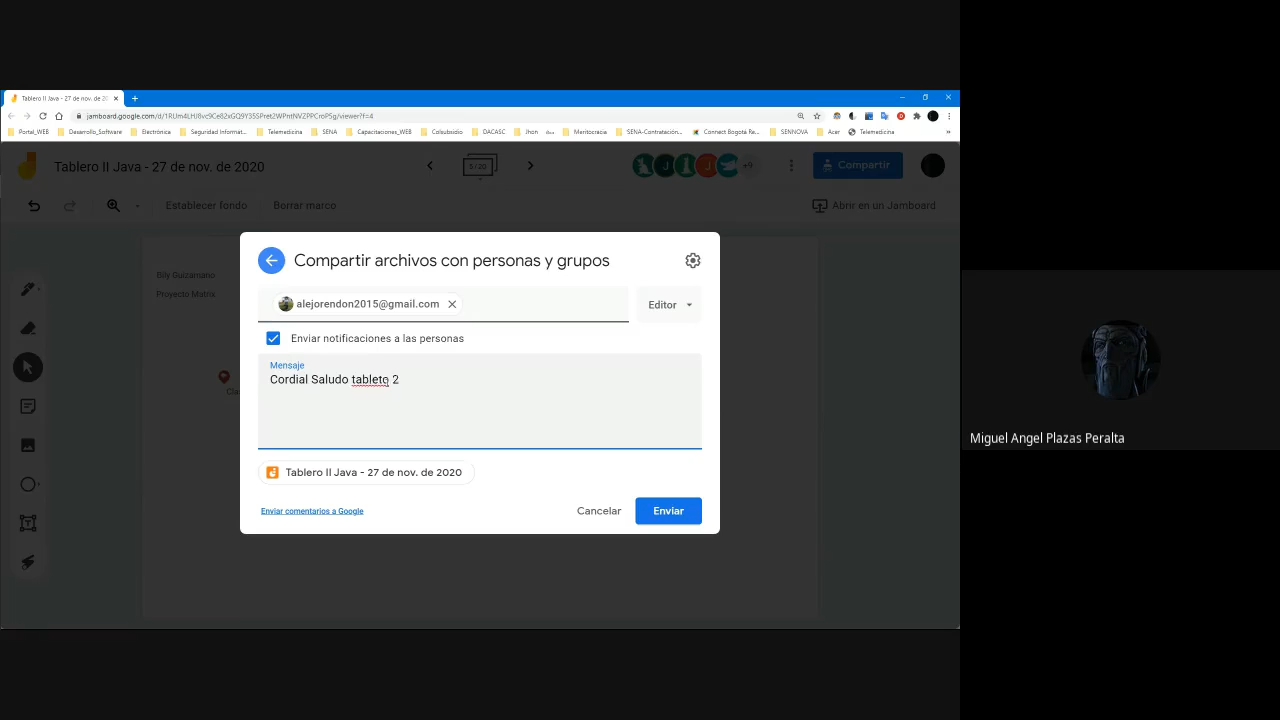 Tablero II Java - 27 de nov. de 20
jamboard.google.com/d/1RUm4LHJ8vc9Ce82xGQ9Y35SPret2WPntNVZPPCroP5g/viewer?f=4
Portal_WEB Desarrollo_Software Electrónica Seguridad Informat... Telemedicina SENA Capacitaciones_WEB Colsubsidio DACASC Jhon Meritocracia 'SENA-Contratación... Connect Bogotá Re... SENNOVA Acer Telemedicina »
Tablero II Java - 27 de nov. de 2020
5/20
J
J
+9
Compartir
Establecer fondo
Borrar marco
Abrir en un Jamboard
Proyecto Matrix
Cla
Compartir archivos con personas y grupos
alejorendon2015@gmail.com
Editor
Enviar notificaciones a las personas
Mensaje
Cordial Saludo tableto 2
Tablero II Java - 27 de nov. de 2020
Enviar comentarios a Google
Cancelar
Enviar
Miguel Angel Plazas Peralta